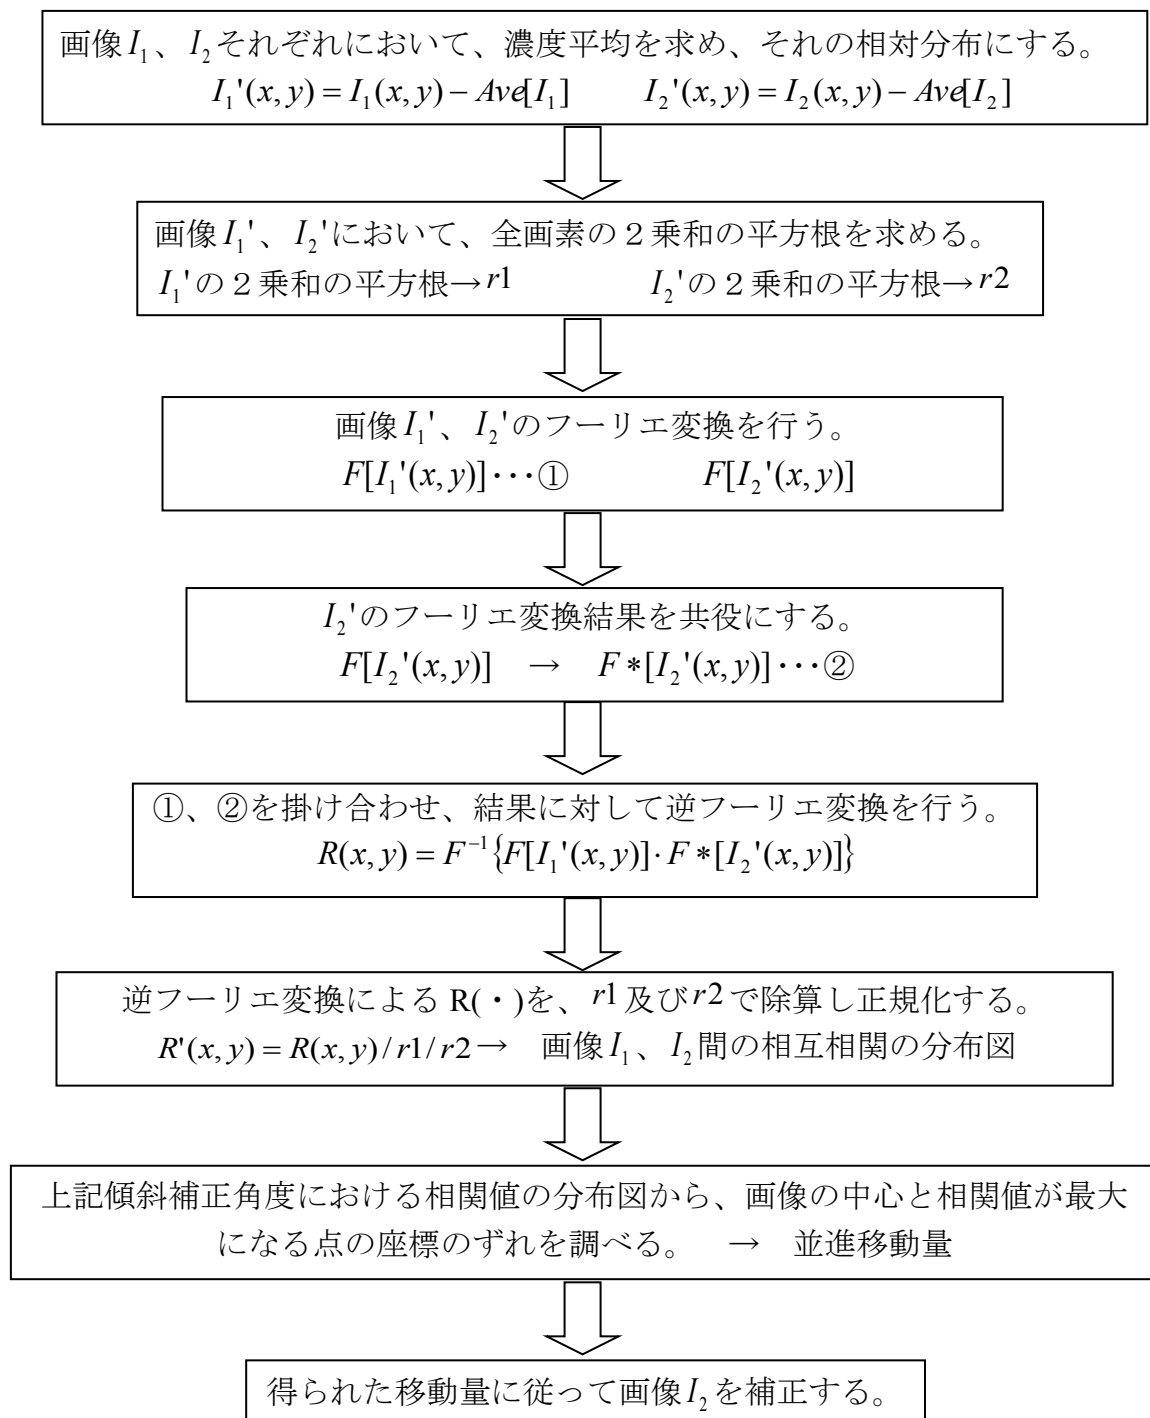 画像I₁、I₂それぞれにおいて、濃度平均を求め、それの相対分布にする。
I₁'(x, y) = I₁(x, y) − Ave[I₁]　　I₂'(x, y) = I₂(x, y) − Ave[I₂]
画像I₁'、I₂'において、全画素の２乗和の平方根を求める。
I₁'の２乗和の平方根→r1　　I₂'の２乗和の平方根→r2
画像I₁'、I₂'のフーリエ変換を行う。
F[I₁'(x, y)]･･･①　　F[I₂'(x, y)]
I₂'のフーリエ変換結果を共役にする。
F[I₂'(x, y)]　→　F*[I₂'(x, y)]･･･②
①、②を掛け合わせ、結果に対して逆フーリエ変換を行う。
R(x, y) = F⁻¹{F[I₁'(x, y)]· F*[I₂'(x, y)]}
逆フーリエ変換による R(・)を、r1及びr2で除算し正規化する。
R'(x, y) = R(x, y)/r1/r2→　画像I₁、I₂間の相互相関の分布図
上記傾斜補正角度における相関値の分布図から、画像の中心と相関値が最大
になる点の座標のずれを調べる。　→　並進移動量
得られた移動量に従って画像I₂を補正する。